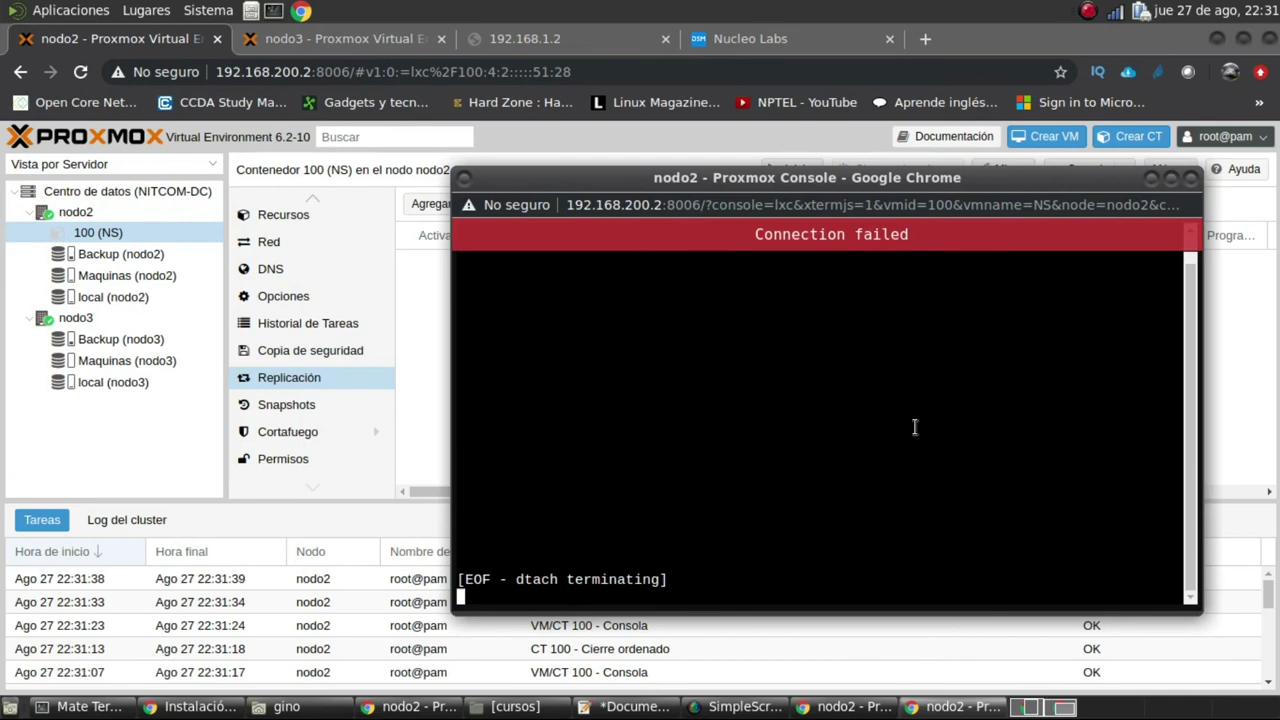 Aplicaciones Lugares Sistema jue 27 de ago, 22:31
nodo2 - Proxmox Virtual E nodo3 - Proxmox Virtual E 192.168.1.2 DSM Nucleo Labs
No seguro 192.168.200.2:8006/#v1:0:=lxc%2F100:4:2:::::51:28
Open Core Net... CCDA Study Ma... Gadgets y tecn... Hard Zone : Ha... Linux Magazine... NPTEL - YouTube Aprende inglés... Sign in to Micro... »
PROXMOX Virtual Environment 6.2-10 Buscar Documentación Crear VM Crear CT root@pam
Vista por Servidor
Contenedor 100 (NS) en el nodo nodo2
Ayuda
Centro de datos (NITCOM-DC)
nodo2
100 (NS)
Backup (nodo2)
Maquinas (nodo2)
local (nodo2)
nodo3
Backup (nodo3)
Maquinas (nodo3)
local (nodo3)
Recursos
Red
DNS
Opciones
Historial de Tareas
Copia de seguridad
Replicación
Snapshots
Cortafuego
Permisos
Agregar
Activa
Progra...
nodo2 - Proxmox Console - Google Chrome
No seguro 192.168.200.2:8006/?console=lxc&xtermjs=1&vmid=100&vmname=NS&node=nodo2&c...
Connection failed
[EOF - dtach terminating]
Tareas Log del cluster
Hora de inicio Hora final Nodo Nombre de
Ago 27 22:31:38 Ago 27 22:31:39 nodo2 root@pam
Ago 27 22:31:33 Ago 27 22:31:34 nodo2 root@pam
Ago 27 22:31:23 Ago 27 22:31:24 nodo2 root@pam VM/CT 100 - Consola OK
Ago 27 22:31:13 Ago 27 22:31:18 nodo2 root@pam CT 100 - Cierre ordenado OK
Ago 27 22:31:07 Ago 27 22:31:17 nodo2 root@pam VM/CT 100 - Consola OK
Mate Ter... Instalació... gino nodo2 - Pr... [cursos] *Docume... SimpleScr... nodo2 - Pr... nodo2 - Pr...